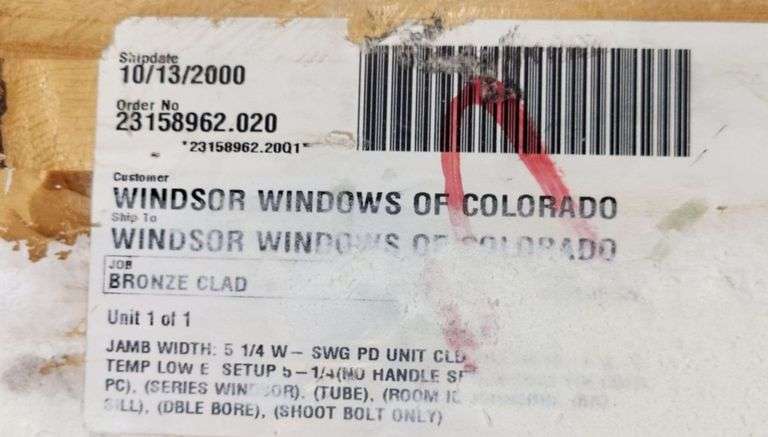 Shipdate
10/13/2000
Order No
23158962.020
*23158962.20Q1*
Customer
WINDSOR WINDOWS OF COLORADO
Ship To
WINDSOR WINDOWS OF COLORADO
JOB
BRONZE CLAD
Unit 1 of 1
JAMB WIDTH: 5 1/4 W- SWG PD UNIT CLD
TEMP LOW E SETUP 5-1/4(NO HANDLE
PC), (SERIES WINDSOR), (TUBE), (ROOM
SILL), (DBLE BORE), (SHOOT BOLT ONLY)